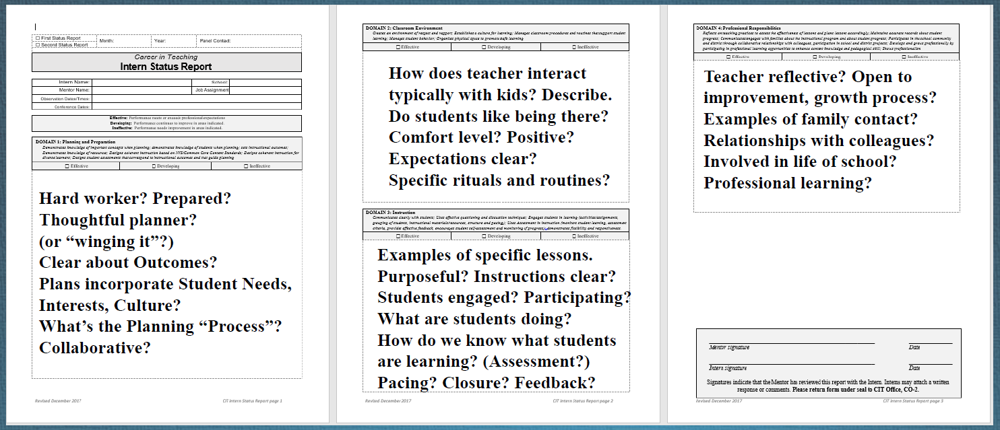 ☐ First Status Report
☐ Second Status Report
Month:
Year:
Panel Contact:
Career in Teaching
Intern Status Report
Intern Name:
School:
Mentor Name:
Job Assignment
Observation Dates/Times:
Conference Dates:
Effective: Performance meets or exceeds professional expectations
Developing: Performance continues to improve in areas indicated.
Ineffective: Performance needs improvement in areas indicated.
DOMAIN 1: Planning and Preparation
Demonstrates knowledge of important concepts when planning; demonstrates knowledge of students when planning; sets instructional outcomes;
Demonstrates knowledge of resources; Designs coherent instruction based on NYS/Common Core Content Standards; Designs coherent instruction for
diverse learners; Designs student assessments that correspond to instructional outcomes and that guide planning
☐ Effective ☐ Developing ☐ Ineffective
Hard worker? Prepared?
Thoughtful planner?
(or “winging it”?)
Clear about Outcomes?
Plans incorporate Student Needs,
Interests, Culture?
What’s the Planning “Process”?
Collaborative?
Revised December 2017
CIT Intern Status Report page 1
DOMAIN 2: Classroom Environment
Creates an environment of respect and rapport; Establishes a culture for learning; Manages classroom procedures and routines that support student
learning; Manages student behavior; Organizes physical space to promote safe learning
☐ Effective ☐ Developing ☐ Ineffective
How does teacher interact
typically with kids? Describe.
Do students like being there?
Comfort level? Positive?
Expectations clear?
Specific rituals and routines?
DOMAIN 3: Instruction
Communicates clearly with students; Uses effective questioning and discussion techniques; Engages students in learning (activities/assignments,
grouping of students, instructional materials/resources, structure and pacing); Uses Assessment in Instruction (monitors student learning, assessment
criteria, provides effective feedback, encourages student self-assessment and monitoring of progress); demonstrates flexibility and responsiveness.
☐ Effective ☐ Developing ☐ Ineffective
Examples of specific lessons.
Purposeful? Instructions clear?
Students engaged? Participating?
What are students doing?
How do we know what students
are learning? (Assessment?)
Pacing? Closure? Feedback?
Revised December 2017
CIT Intern Status Report page 2
DOMAIN 4: Professional Responsibilities
Reflects on teaching practices to assess the effectiveness of lessons and plans lessons accordingly; Maintains accurate records about student
progress; Communicates/engages with families about the instructional program and about student progress; Participates in the school community
and district through collaborative relationships with colleagues, participation in school and district projects; Develops and grows professionally by
participating in professional learning opportunities to enhance content knowledge and pedagogical skill; Shows professionalism
☐ Effective ☐ Developing ☐ Ineffective
Teacher reflective? Open to
improvement, growth process?
Examples of family contact?
Relationships with colleagues?
Involved in life of school?
Professional learning?
Mentor signature
Date
Intern signature
Date
Signatures indicate that the Mentor has reviewed this report with the Intern. Interns may attach a written
response or comments. Please return form under seal to CIT Office, CO-2.
Revised December 2017
CIT Intern Status Report page 3